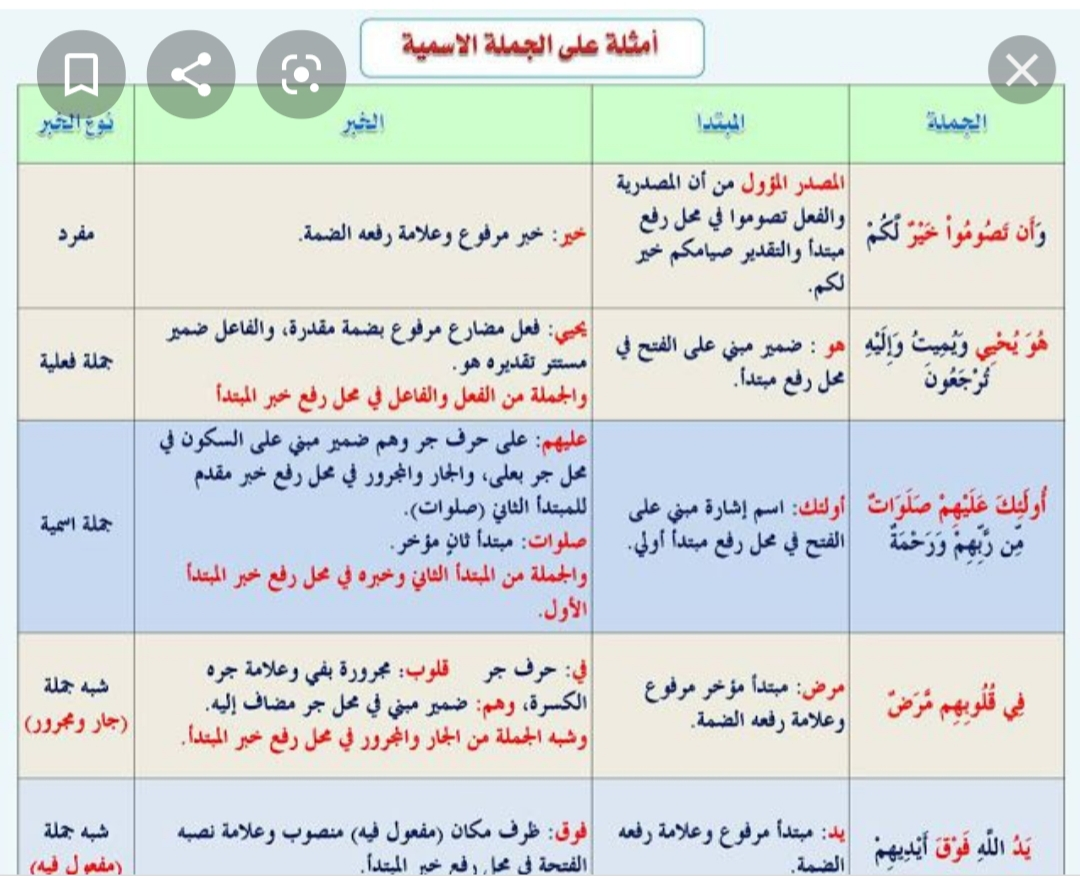 أمثلة على الجملة الاسمية
الجملة
المبتدا
الخبر
نوع الخبر
وَأَن تَصُومُواْ خَيْرٌ لَّكُمْ
المصدر المؤول من أن المصدرية
والفعل تصوموا في محل رفع
مبتدأ والتقدير صيامكم خير
لكم.
خير: خبر مرفوع وعلامة رفعه الضمة.
مفرد
هُوَ يُحْيِي وَيُمِيتُ وَإِلَيْهِ
تُرْجَعُونَ
هو : ضمير مبني على الفتح في
محل رفع مبتدأ.
يحيي: فعل مضارع مرفوع بضمة مقدرة، والفاعل ضمير
مستتر تقديره هو.
والجملة من الفعل والفاعل في محل رفع خبر المبتدأ
جملة فعلية
أُولَئِكَ عَلَيْهِمْ صَلَوَاتٌ
مِّن رَّبِّهِمْ وَرَحْمَةٌ
أولئك: اسم إشارة مبني على
الفتح في محل رفع مبتدأ أولي.
عليهم: على حرف جر وهم ضمير مبني على السكون في
محل جر بعلى، والجار والمجرور في محل رفع خبر مقدم
للمبتدأ الثاني (صلوات).
صلوات: مبتدأ ثانٍ مؤخر.
والجملة من المبتدأ الثاني وخبره في محل رفع خبر المبتدأ
الأول.
جملة اسمية
فِي قُلُوبِهِم مَّرَضٌ
مرض: مبتدأ مؤخر مرفوع
وعلامة رفعه الضمة.
في: حرف جر قلوب: مجرورة بفي وعلامة جره
الكسرة، وهم: ضمير مبني في محل جر مضاف إليه.
وشبه الجملة من الجار والمجرور في محل رفع خبر المبتدأ.
شبه جملة
(جار ومجرور)
يَدُ اللَّهِ فَوْقَ أَيْدِيهِمْ
يد: مبتدأ مرفوع وعلامة رفعه
الضمة.
فوق: ظرف مكان (مفعول فيه) منصوب وعلامة نصبه
الفتحة في محل رفع خبر المبتدأ.
شبه جملة
(مفعول فيه)